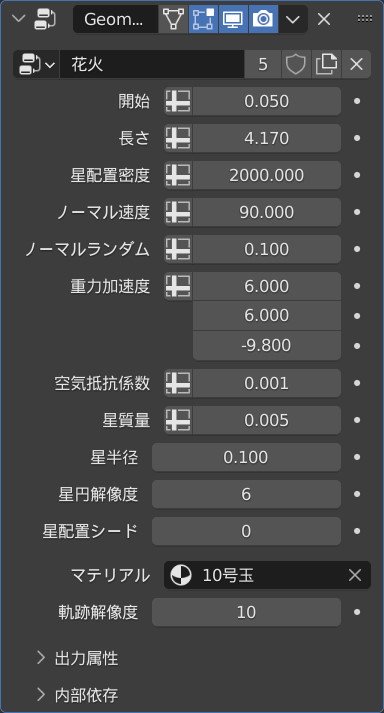 Geom...
花火 5
開始 0.050
長さ 4.170
星配置密度 2000.000
ノーマル速度 90.000
ノーマルランダム 0.100
重力加速度 6.000
6.000
-9.800
空気抵抗係数 0.001
星質量 0.005
星半径 0.100
星円解像度 6
星配置シード 0
マテリアル 10号玉
軌跡解像度 10
出力属性
内部依存